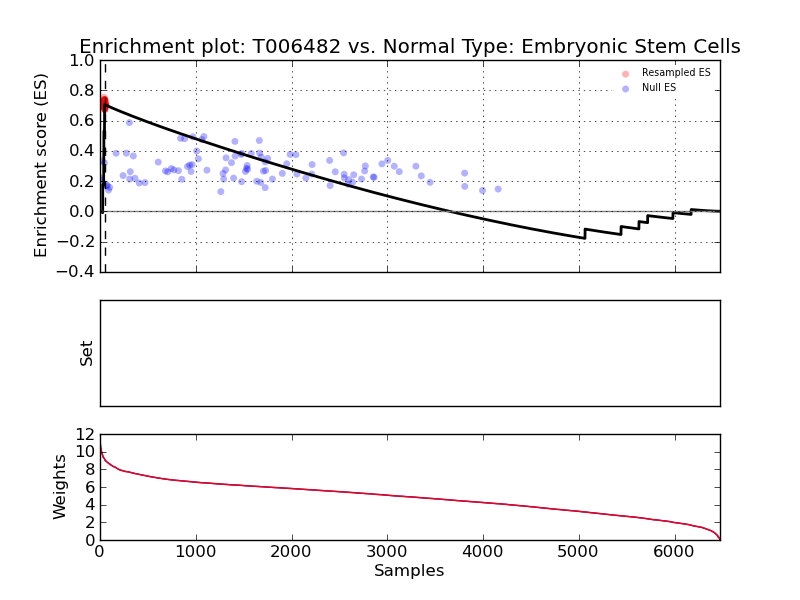 Enrichment plot: T006482 vs. Normal Type: Embryonic Stem Cells
Enrichment score (ES)
1.0
0.8
0.6
0.4
0.2
0.0
−0.2
−0.4
Resampled ES
Null ES
Set
Weights
12
10
8
6
4
2
0
0 1000 2000 3000 4000 5000 6000
Samples